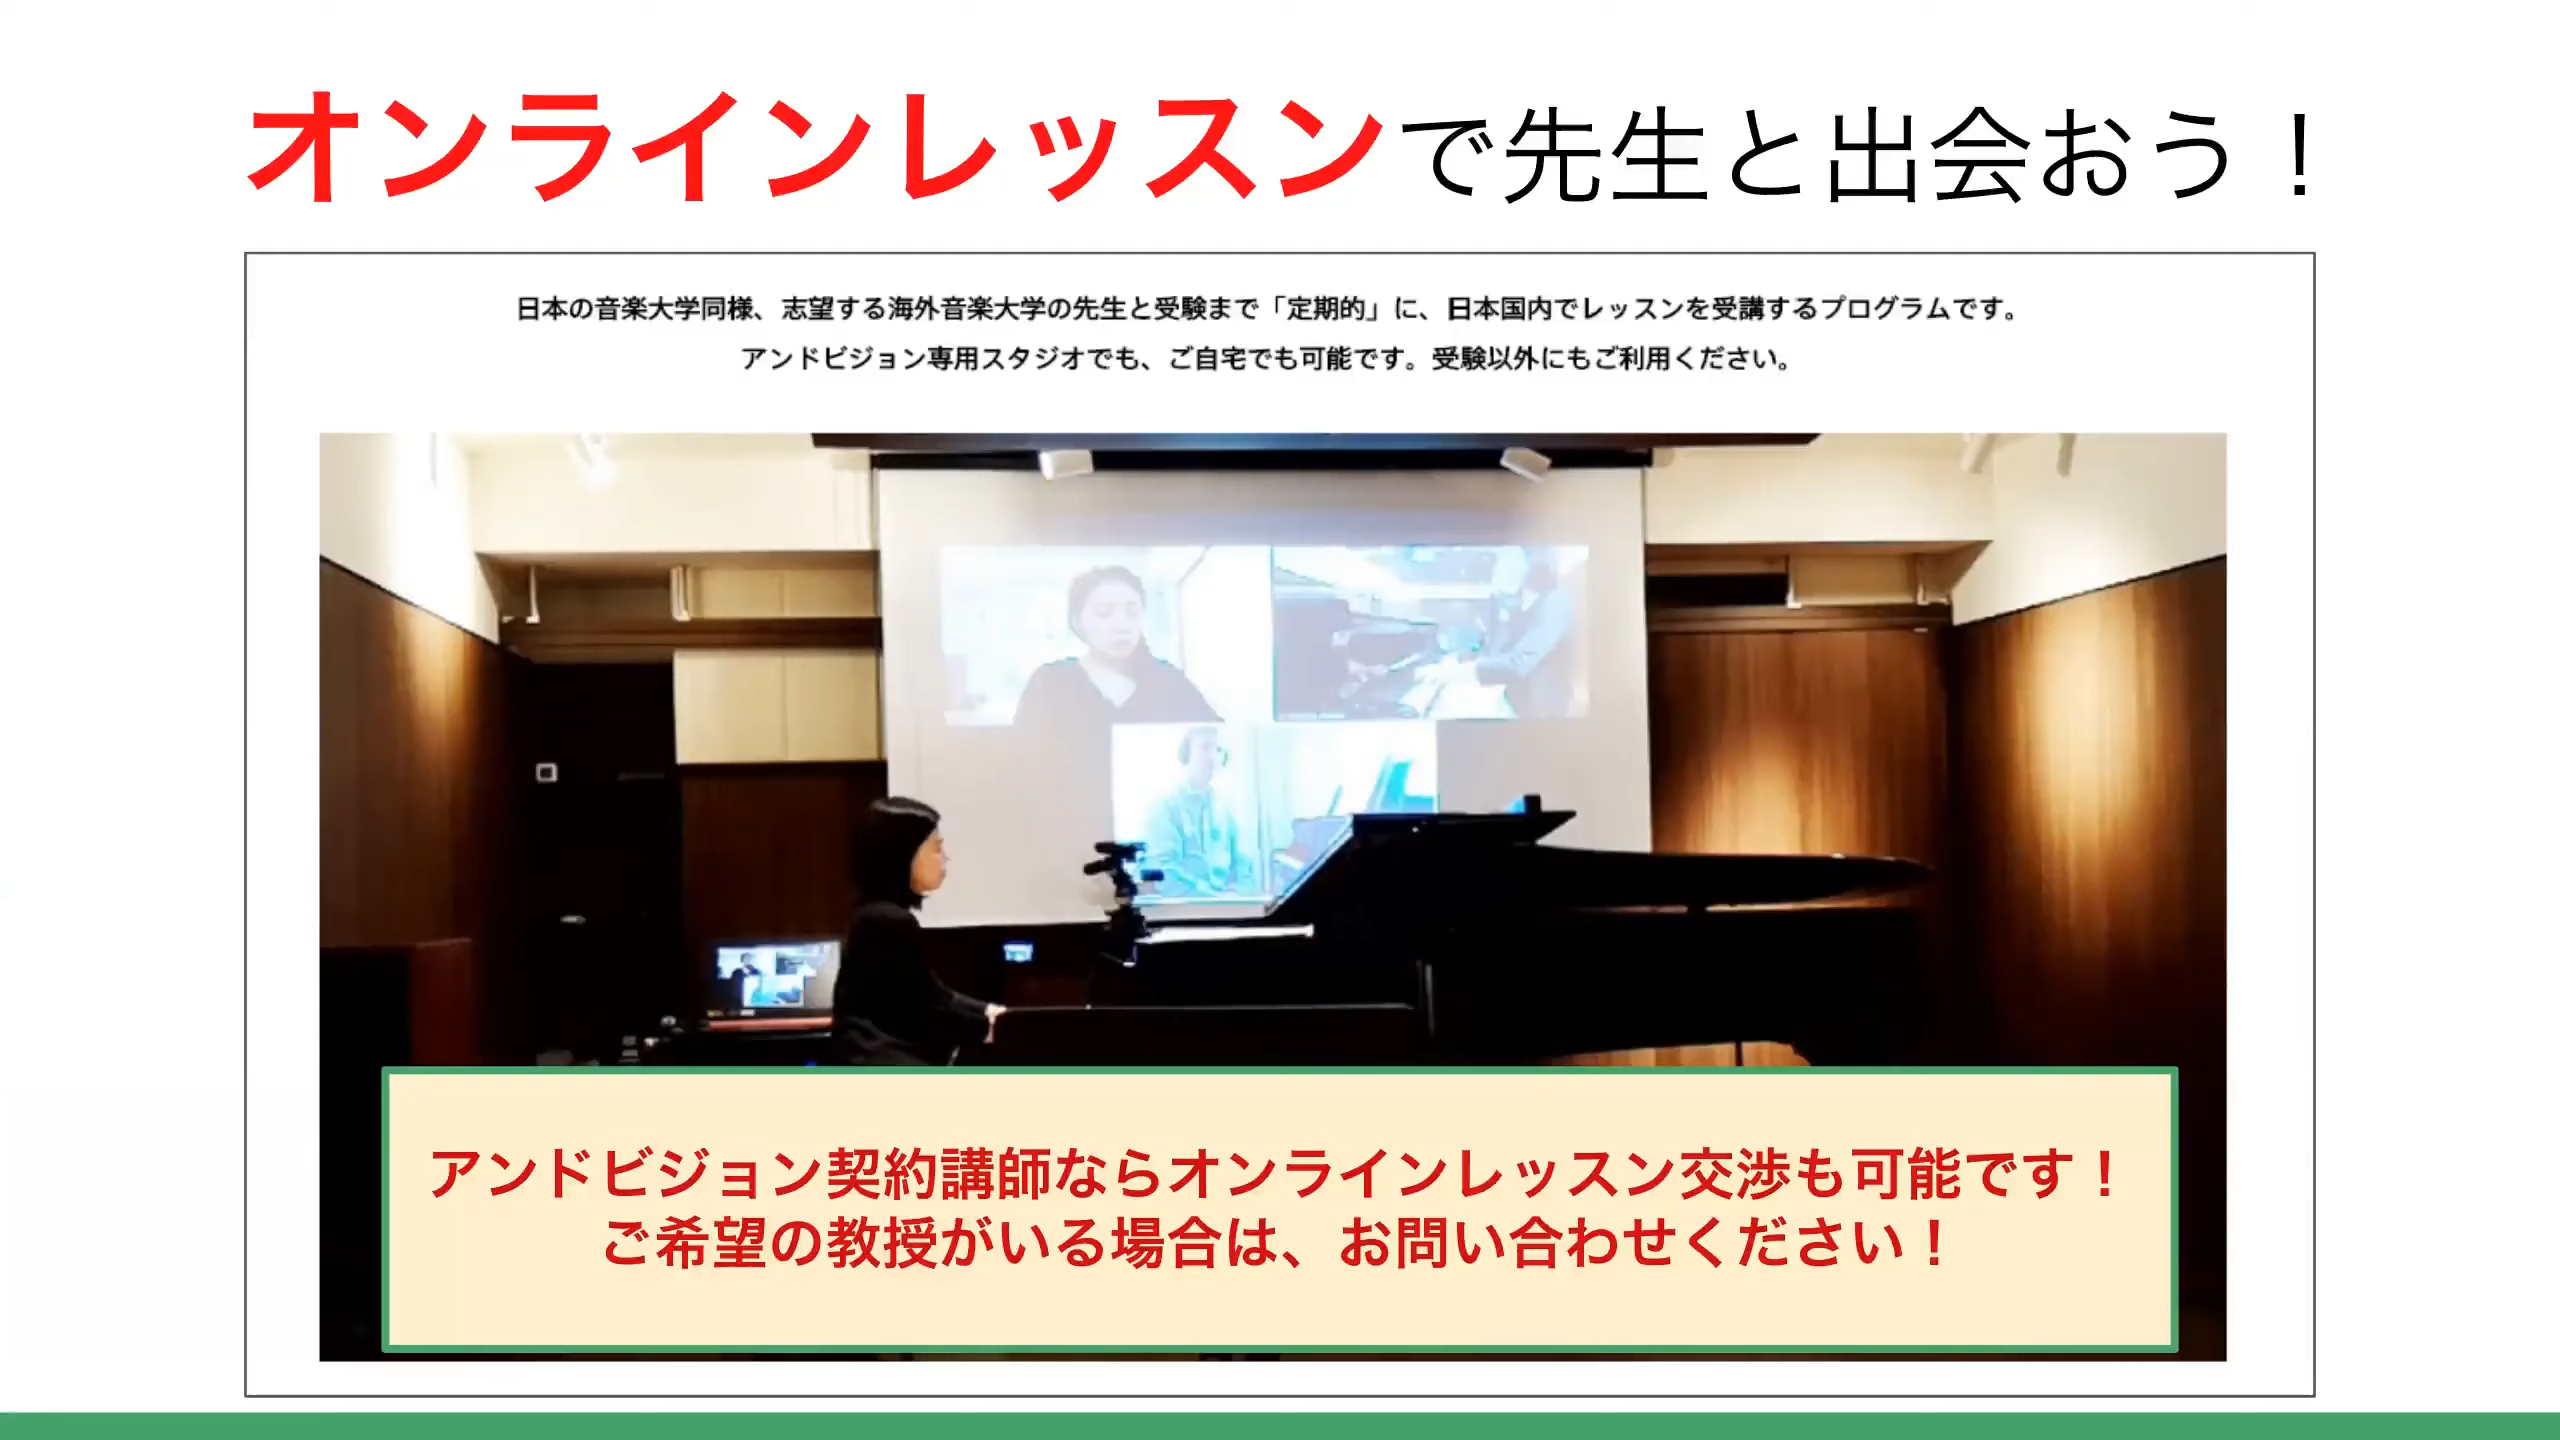 オンラインレッスンで先生と出会おう！
日本の音楽大学同様、志望する海外音楽大学の先生と受験まで「定期的」に、日本国内でレッスンを受講するプログラムです。
アンドビジョン専用スタジオでも、ご自宅でも可能です。受験以外にもご利用ください。
アンドビジョン契約講師ならオンラインレッスン交渉も可能です！
ご希望の教授がいる場合は、お問い合わせください！